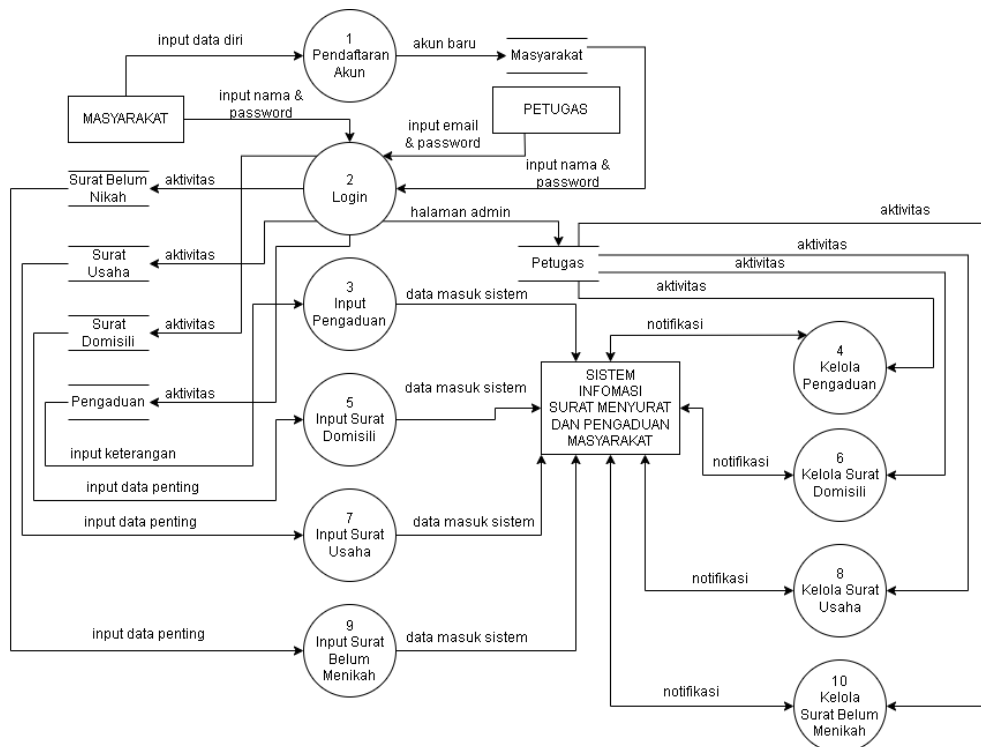 input data diri
1
Pendaftaran
Akun
akun baru
Masyarakat
MASYARAKAT
input nama &
password
PETUGAS
input email
& password
input nama &
password
2
Login
Surat Belum
Nikah
aktivitas
halaman admin
aktivitas
Surat
Usaha
aktivitas
Petugas
aktivitas
aktivitas
aktivitas
3
Input
Pengaduan
data masuk sistem
Surat
Domisili
aktivitas
notifikasi
4
Kelola
Pengaduan
SISTEM
INFOMASI
SURAT MENYURAT
DAN PENGADUAN
MASYARAKAT
Pengaduan
aktivitas
5
Input Surat
Domisili
data masuk sistem
input keterangan
6
Kelola Surat
Domisili
notifikasi
input data penting
input data penting
7
Input Surat
Usaha
data masuk sistem
notifikasi
8
Kelola Surat
Usaha
input data penting
9
Input Surat
Belum
Menikah
data masuk sistem
notifikasi
10
Kelola
Surat Belum
Menikah